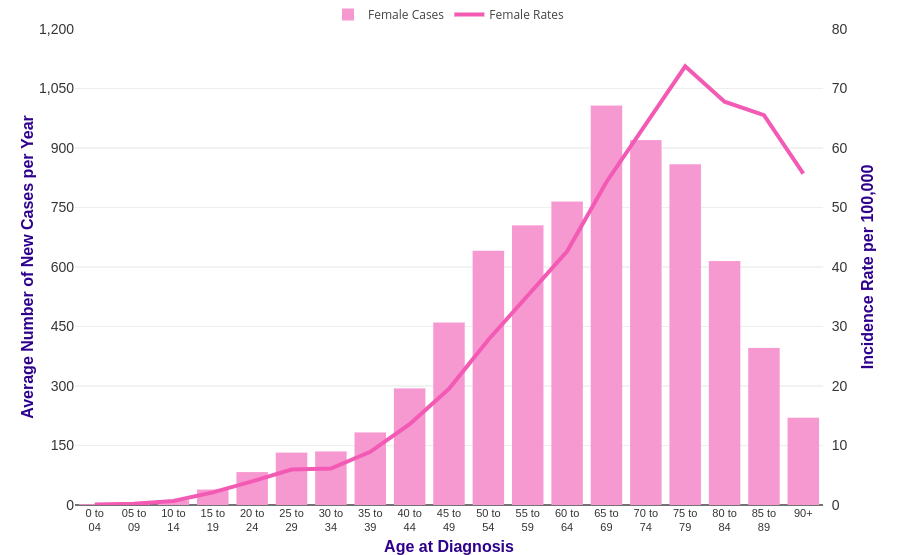 Female Cases Female Rates
1,200 80
1,050 70
900 60
750 50
600 40
450 30
300 20
150 10
0 0
Average Number of New Cases per Year
Incidence Rate per 100,000
0 to 05 to 10 to 15 to 20 to 25 to 30 to 35 to 40 to 45 to 50 to 55 to 60 to 65 to 70 to 75 to 80 to 85 to 90+
04 09 14 19 24 29 34 39 44 49 54 59 64 69 74 79 84 89
Age at Diagnosis